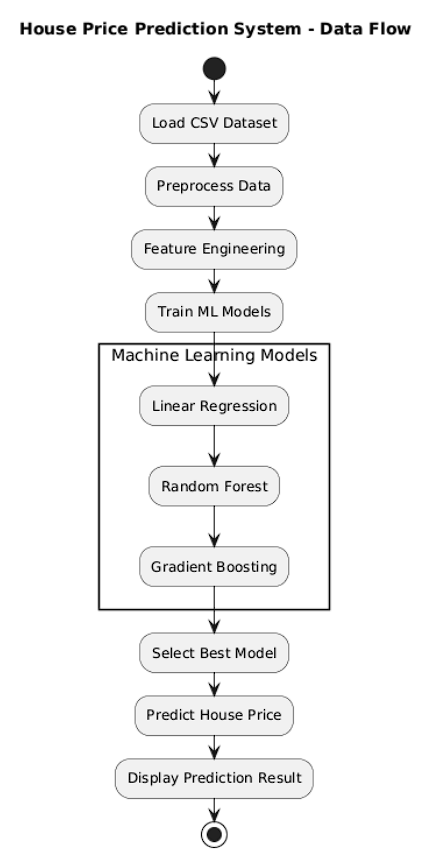 House Price Prediction System - Data Flow
Load CSV Dataset
Preprocess Data
Feature Engineering
Train ML Models
Machine Learning Models
Linear Regression
Random Forest
Gradient Boosting
Select Best Model
Predict House Price
Display Prediction Result